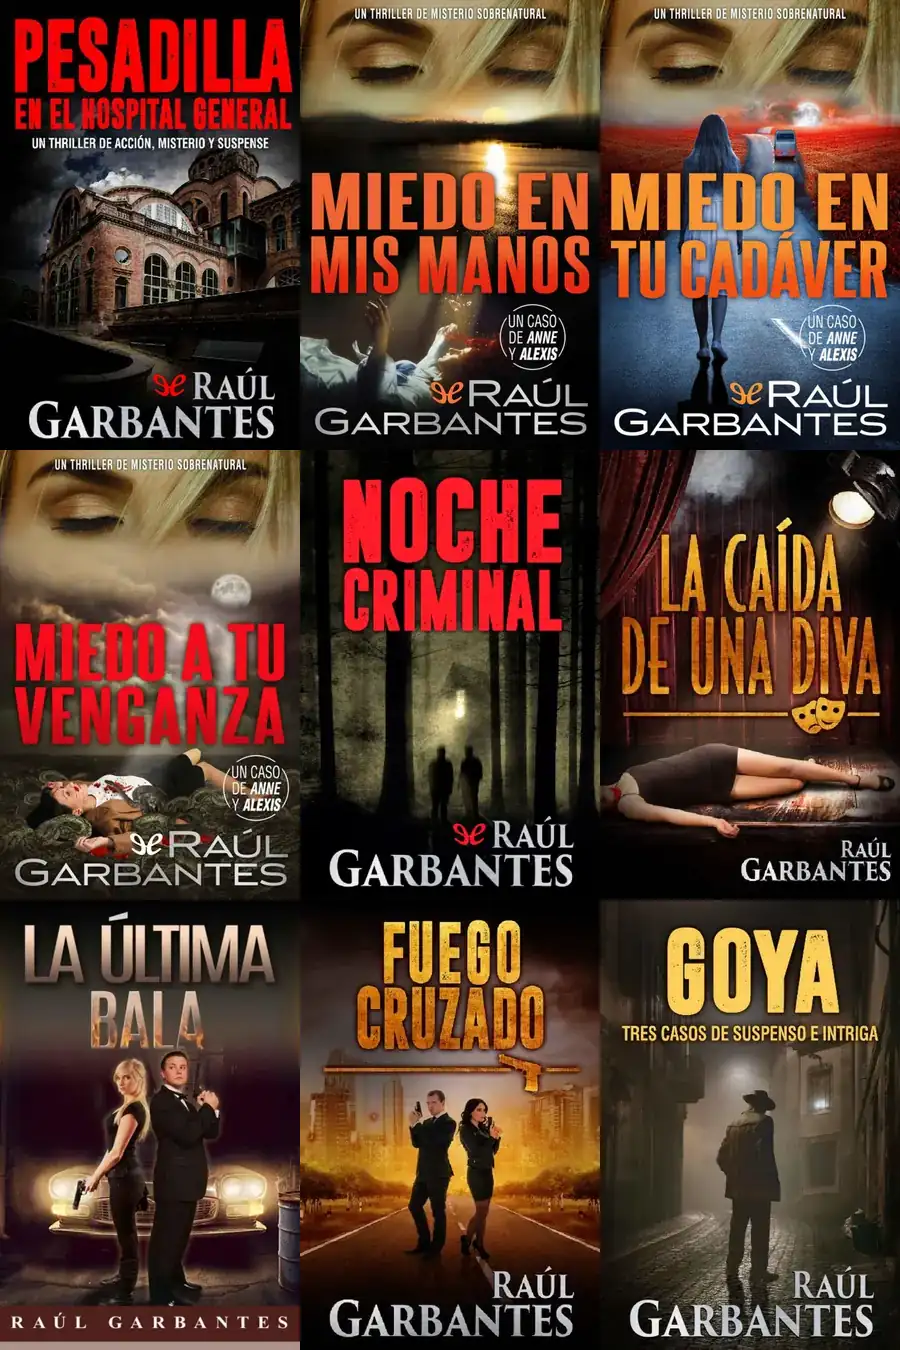 PESADILLA
EN EL HOSPITAL GENERAL
UN THRILLER DE ACCIÓN, MISTERIO Y SUSPENSE
RAÚL
GARBANTES
UN THRILLER DE MISTERIO SOBRENATURAL
MIEDO EN
MIS MANOS
UN CASO
DE ANNE
Y ALEXIS
RAÚL
GARBANTES
UN THRILLER DE MISTERIO SOBRENATURAL
MIEDO EN
TU CADÁVER
UN CASO
DE ANNE
Y ALEXIS
RAÚL
GARBANTES
UN THRILLER DE MISTERIO SOBRENATURAL
MIEDO A TU
VENGANZA
UN CASO
DE ANNE
Y ALEXIS
RAÚL
GARBANTES
NOCHE
CRIMINAL
RAÚL
GARBANTES
LA CAÍDA
DE UNA DIVA
RAÚL
GARBANTES
LA ÚLTIMA
BALA
RAÚL GARBANTES
FUEGO
CRUZADO
RAÚL
GARBANTES
GOYA
TRES CASOS DE SUSPENSO E INTRIGA
RAÚL
GARBANTES